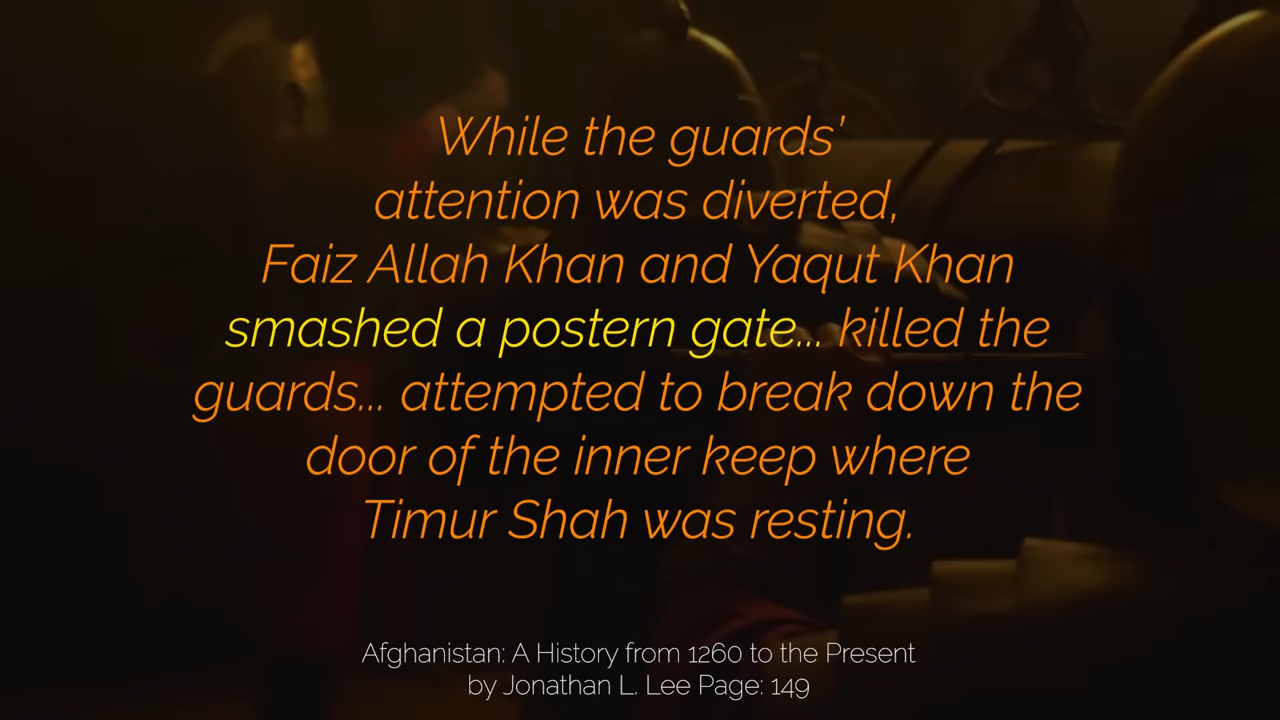 While the guards’
attention was diverted,
Faiz Allah Khan and Yaqut Khan
smashed a postern gate... killed the
guards... attempted to break down the
door of the inner keep where
Timur Shah was resting.
Afghanistan: A History from 1260 to the Present
by Jonathan L. Lee Page: 149